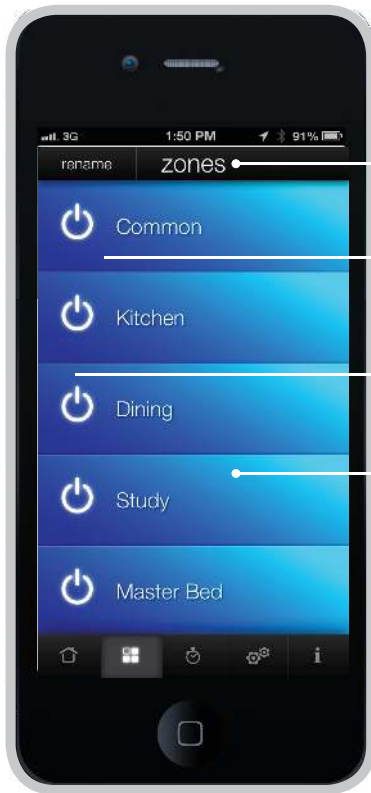 3G 1:50 PM 91%
rename zones
Common
Kitchen
Dining
Study
Master Bed
i